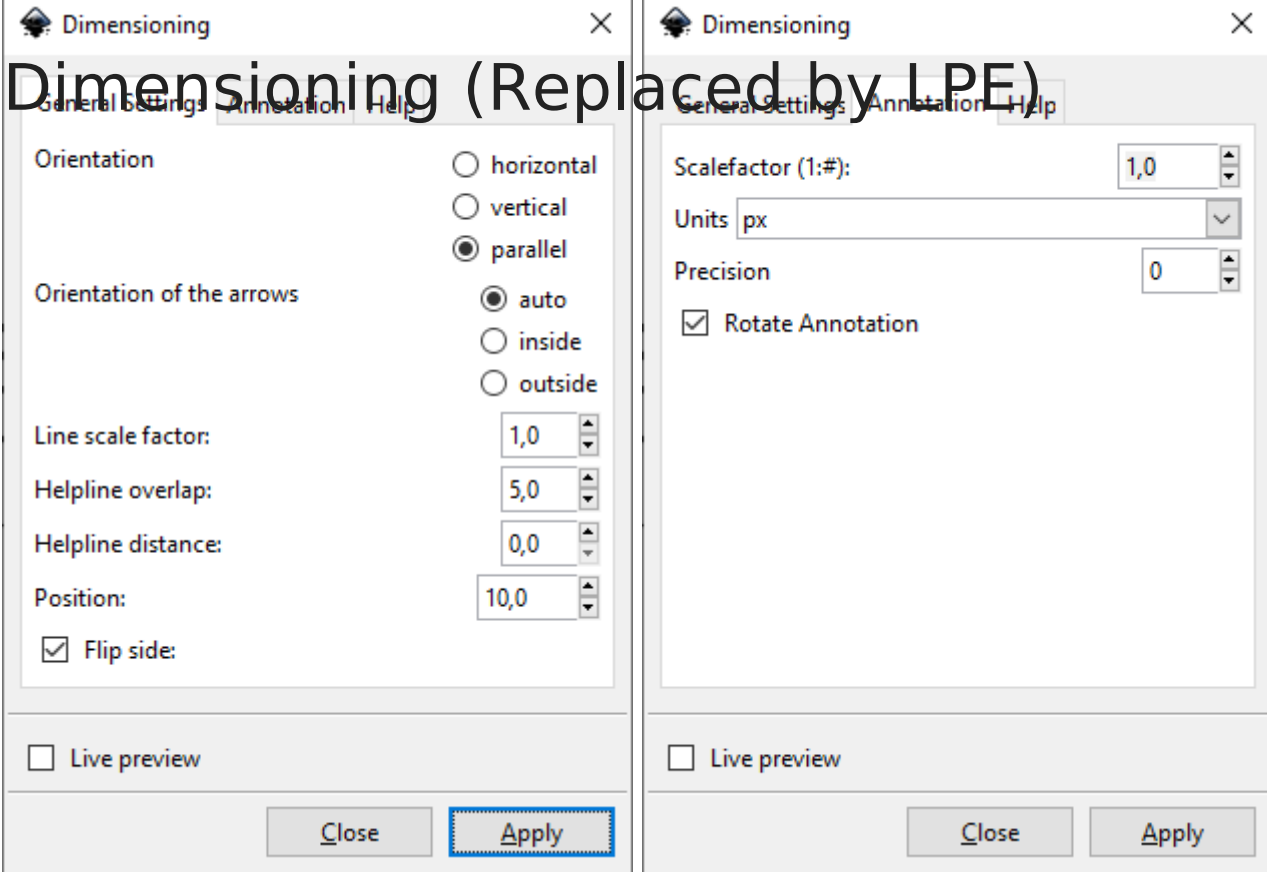 Dimensioning
Dimensioning (Replaced by LPE)
General Settings Annotation Help
Orientation
horizontal
vertical
parallel
Orientation of the arrows
auto
inside
outside
Line scale factor: 1,0
Helpline overlap: 5,0
Helpline distance: 0,0
Position: 10,0
Flip side:
Live preview
Close Apply
Dimensioning
General Settings Annotation Help
Scalefactor (1:#): 1,0
Units px
Precision 0
Rotate Annotation
Live preview
Close Apply